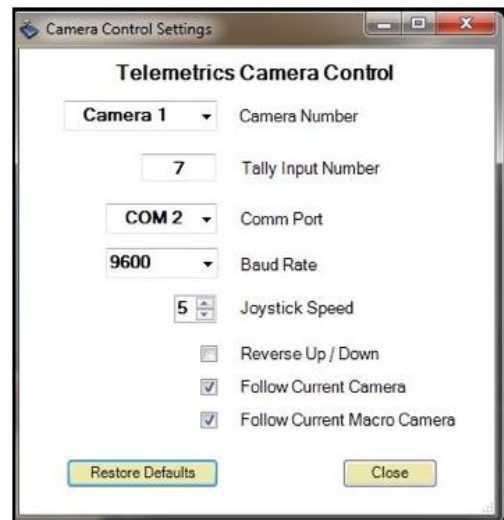 Camera Control Settings
Telemetrics Camera Control
Camera 1 Camera Number
7 Tally Input Number
COM 2 Comm Port
9600 Baud Rate
5 Joystick Speed
Reverse Up / Down
Follow Current Camera
Follow Current Macro Camera
Restore Defaults Close